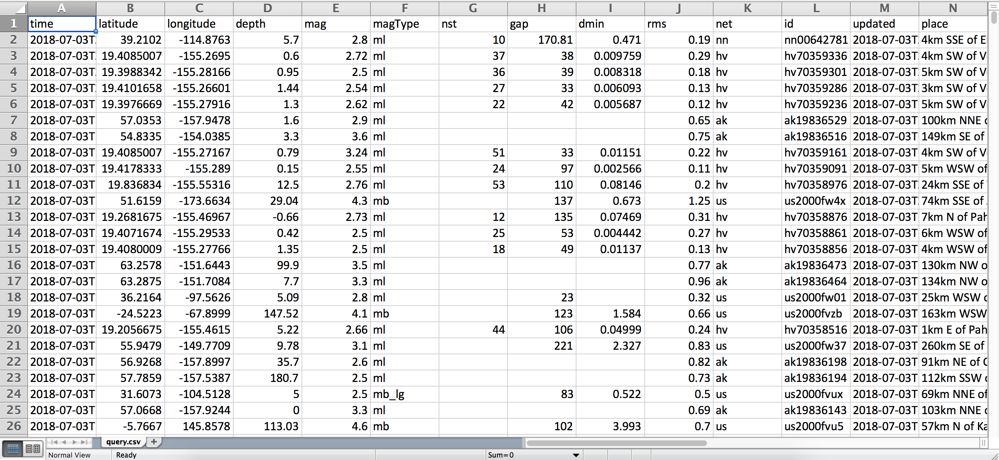 A B C D E F G H I J K L M N
1 time latitude longitude depth mag magType nst gap dmin rms net id updated place
2 2018-07-03T 39.2102 -114.8763 5.7 2.8 ml 10 170.81 0.471 0.19 nn nn00642781 2018-07-03T 4km SSE of
3 2018-07-03T 19.4085007 -155.2695 0.6 2.72 ml 37 38 0.009759 0.29 hv hv70359336 2018-07-03T 4km SW of
4 2018-07-03T 19.3988342 -155.28166 0.95 2.5 ml 36 39 0.008318 0.18 hv hv70359301 2018-07-03T 5km SW of
5 2018-07-03T 19.4101658 -155.26601 1.44 2.54 ml 27 33 0.006093 0.13 hv hv70359286 2018-07-03T 3km SW of
6 2018-07-03T 19.3976669 -155.27916 1.3 2.62 ml 22 42 0.005687 0.12 hv hv70359236 2018-07-03T 5km SW of
7 2018-07-03T 57.0353 -157.9478 1.6 2.9 ml 0.65 ak ak19836529 2018-07-03T 100km NNE
8 2018-07-03T 54.8335 -154.0385 3.3 3.6 ml 0.75 ak ak19836516 2018-07-03T 149km SE of
9 2018-07-03T 19.4085007 -155.27167 0.79 3.24 ml 51 33 0.01151 0.22 hv hv70359161 2018-07-03T 4km SW of
10 2018-07-03T 19.4178333 -155.289 0.15 2.55 ml 24 97 0.002566 0.11 hv hv70359091 2018-07-03T 5km WSW of
11 2018-07-03T 19.836834 -155.55316 12.5 2.76 ml 53 110 0.08146 0.2 hv hv70358976 2018-07-03T 24km SSE of
12 2018-07-03T 51.6159 -173.6634 29.04 4.3 mb 137 0.673 1.25 us us2000fw4x 2018-07-03T 74km SSE of
13 2018-07-03T 19.2681675 -155.46967 -0.66 2.73 ml 12 135 0.07469 0.31 hv hv70358876 2018-07-03T 7km N of Pah
14 2018-07-03T 19.4071674 -155.29533 0.42 2.5 ml 25 53 0.004442 0.27 hv hv70358861 2018-07-03T 6km WSW of
15 2018-07-03T 19.4080009 -155.27766 1.35 2.5 ml 18 49 0.01137 0.13 hv hv70358856 2018-07-03T 4km WSW of
16 2018-07-03T 63.2578 -151.6443 99.9 3.5 ml 0.77 ak ak19836473 2018-07-03T 130km NW
17 2018-07-03T 63.2875 -151.7084 7.7 3.3 ml 0.96 ak ak19836464 2018-07-03T 134km NW
18 2018-07-03T 36.2164 -97.5626 5.09 2.8 ml 23 0.32 us us2000fw01 2018-07-03T 25km WSW
19 2018-07-03T -24.5223 -67.8999 147.52 4.1 mb 123 1.584 0.66 us us2000fvzb 2018-07-03T 163km WSW
20 2018-07-03T 19.2056675 -155.4615 5.22 2.66 ml 44 106 0.04999 0.24 hv hv70358516 2018-07-03T 1km E of Pah
21 2018-07-03T 55.9479 -149.7709 9.78 3.1 ml 221 2.327 0.83 us us2000fw37 2018-07-03T 260km SE of
22 2018-07-03T 56.9268 -157.8997 35.7 2.6 ml 0.82 ak ak19836198 2018-07-03T 91km NE of
23 2018-07-03T 57.7859 -157.5387 180.7 2.5 ml 0.73 ak ak19836194 2018-07-03T 112km SSW
24 2018-07-03T 31.6073 -104.5128 5 2.5 mb_lg 83 0.522 0.5 us us2000fvux 2018-07-03T 69km NNE of
25 2018-07-03T 57.0668 -157.9244 0 3.3 ml 0.69 ak ak19836143 2018-07-03T 103km NNE
26 2018-07-03T -5.7667 145.8578 113.03 4.6 mb 102 3.993 0.7 us us2000fvu5 2018-07-03T 57km N of Ka
query.csv +
Normal View Ready Sum=0